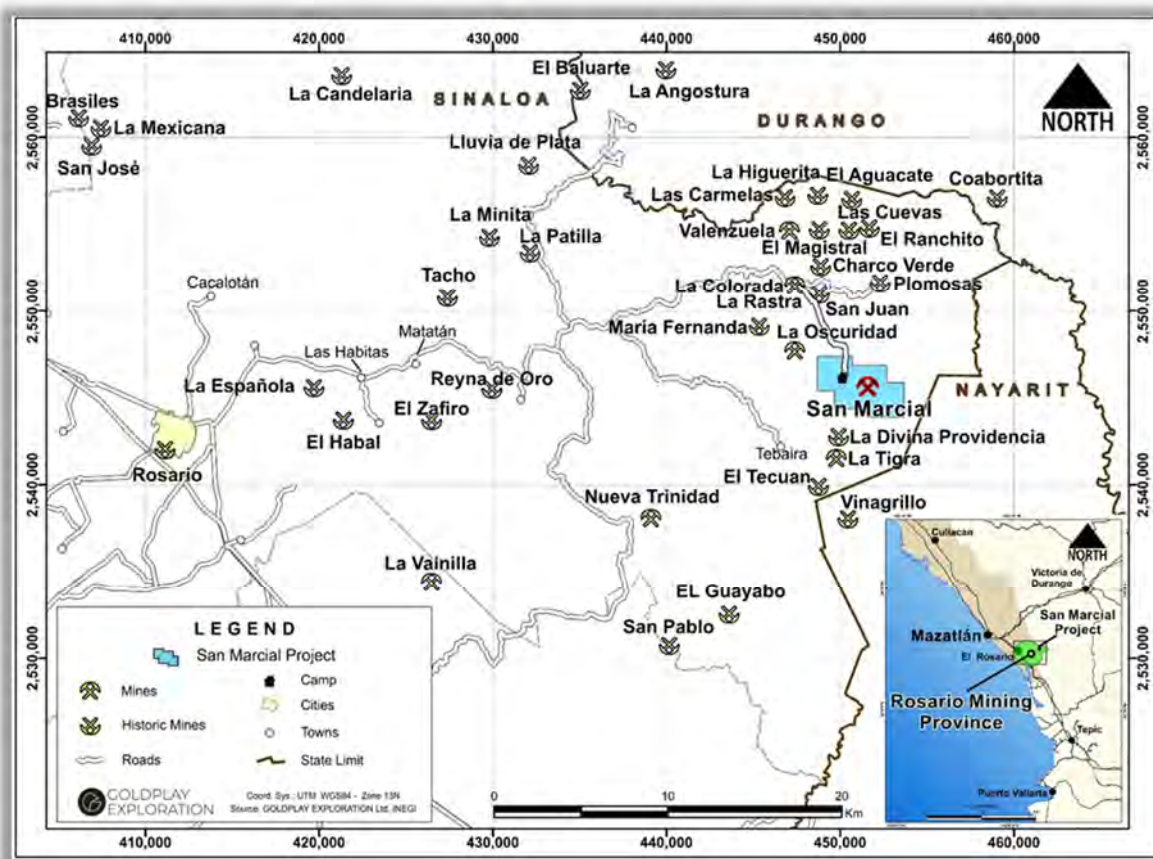 410,000
420,000
430,000
440,000
450,000
460,000
El Baluarte
La Candelaria
La Angostura
SINALOA
DURANGO
NORTH
Brasiles
La Mexicana
San José
2,560,000
2,560,000
Lluvia de Plata
La Higuerita
El Aguacate
Coabortita
Las Carmelas
La Minita
Las Cuevas
Valenzuela
El Ranchito
La Patilla
El Magistral
Charco Verde
Cacalotán
Tacho
La Colorada
Plomosas
La Rastra
San Juan
2,550,000
2,550,000
María Fernanda
La Oscuridad
Matatán
Las Habitas
La Española
Reyna de Oro
NAYARIT
San Marcial
El Habal
El Zafiro
La Divina Providencia
Tebaira
La Tigra
Rosario
El Tecuan
2,540,000
2,540,000
Nueva Trinidad
Vinagrillo
La Vainilla
EL Guayabo
San Pablo
2,530,000
2,530,000
LEGEND
San Marcial Project
Mines
Camp
Cities
Historic Mines
Towns
Roads
State Limit
GOLDPLAY
EXPLORATION
Coord. Sys.: UTM WGS84 - Zone 13N
Source: GOLDPLAY EXPLORATION Ltd, INEGI
0
10
20
Km
Culiacan
NORTH
Victoria de
Durango
San Marcial
Project
Mazatlán
El Rosario
Rosario Mining
Province
Tepic
Puerto Vallarta
410,000
420,000
430,000
440,000
450,000
460,000